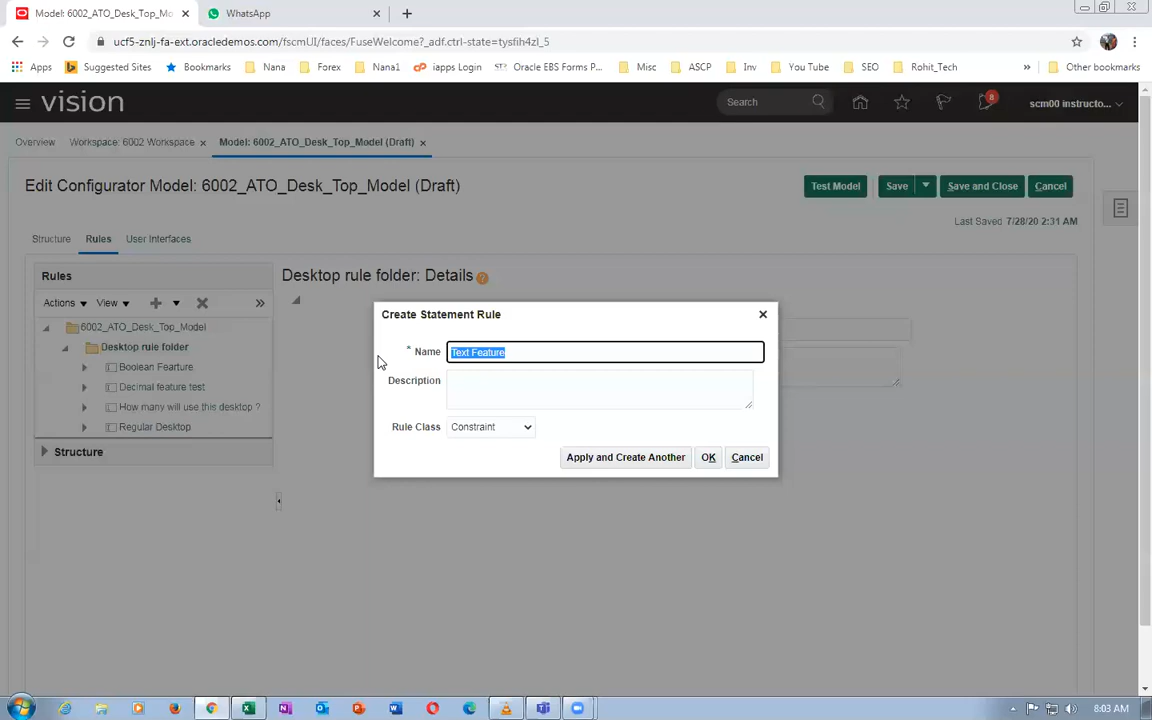 Model: 6002_ATO_Desk_Top_Mo
WhatsApp
ucf5-znlj-fa-ext.oracledemos.com/fscmUI/faces/FuseWelcome?_adf.ctrl-state=tysfih4zl_5
Apps Suggested Sites Bookmarks Nana Forex Nana1 iapps Login Oracle EBS Forms P... Misc ASCP Inv You Tube SEO Rohit_Tech » Other bookmarks
vision
Search
8
scm00 instructo...
Overview Workspace: 6002 Workspace Model: 6002_ATO_Desk_Top_Model (Draft)
Edit Configurator Model: 6002_ATO_Desk_Top_Model (Draft)
Test Model Save Save and Close Cancel
Last Saved 7/28/20 2:31 AM
Structure Rules User Interfaces
Rules
Desktop rule folder: Details
Actions View »
6002_ATO_Desk_Top_Model
Desktop rule folder
Boolean Fearture
Decimal feature test
How many will use this desktop ?
Regular Desktop
Structure
Create Statement Rule
* Name Text Feature
Description
Rule Class Constraint
Apply and Create Another OK Cancel
8:03 AM